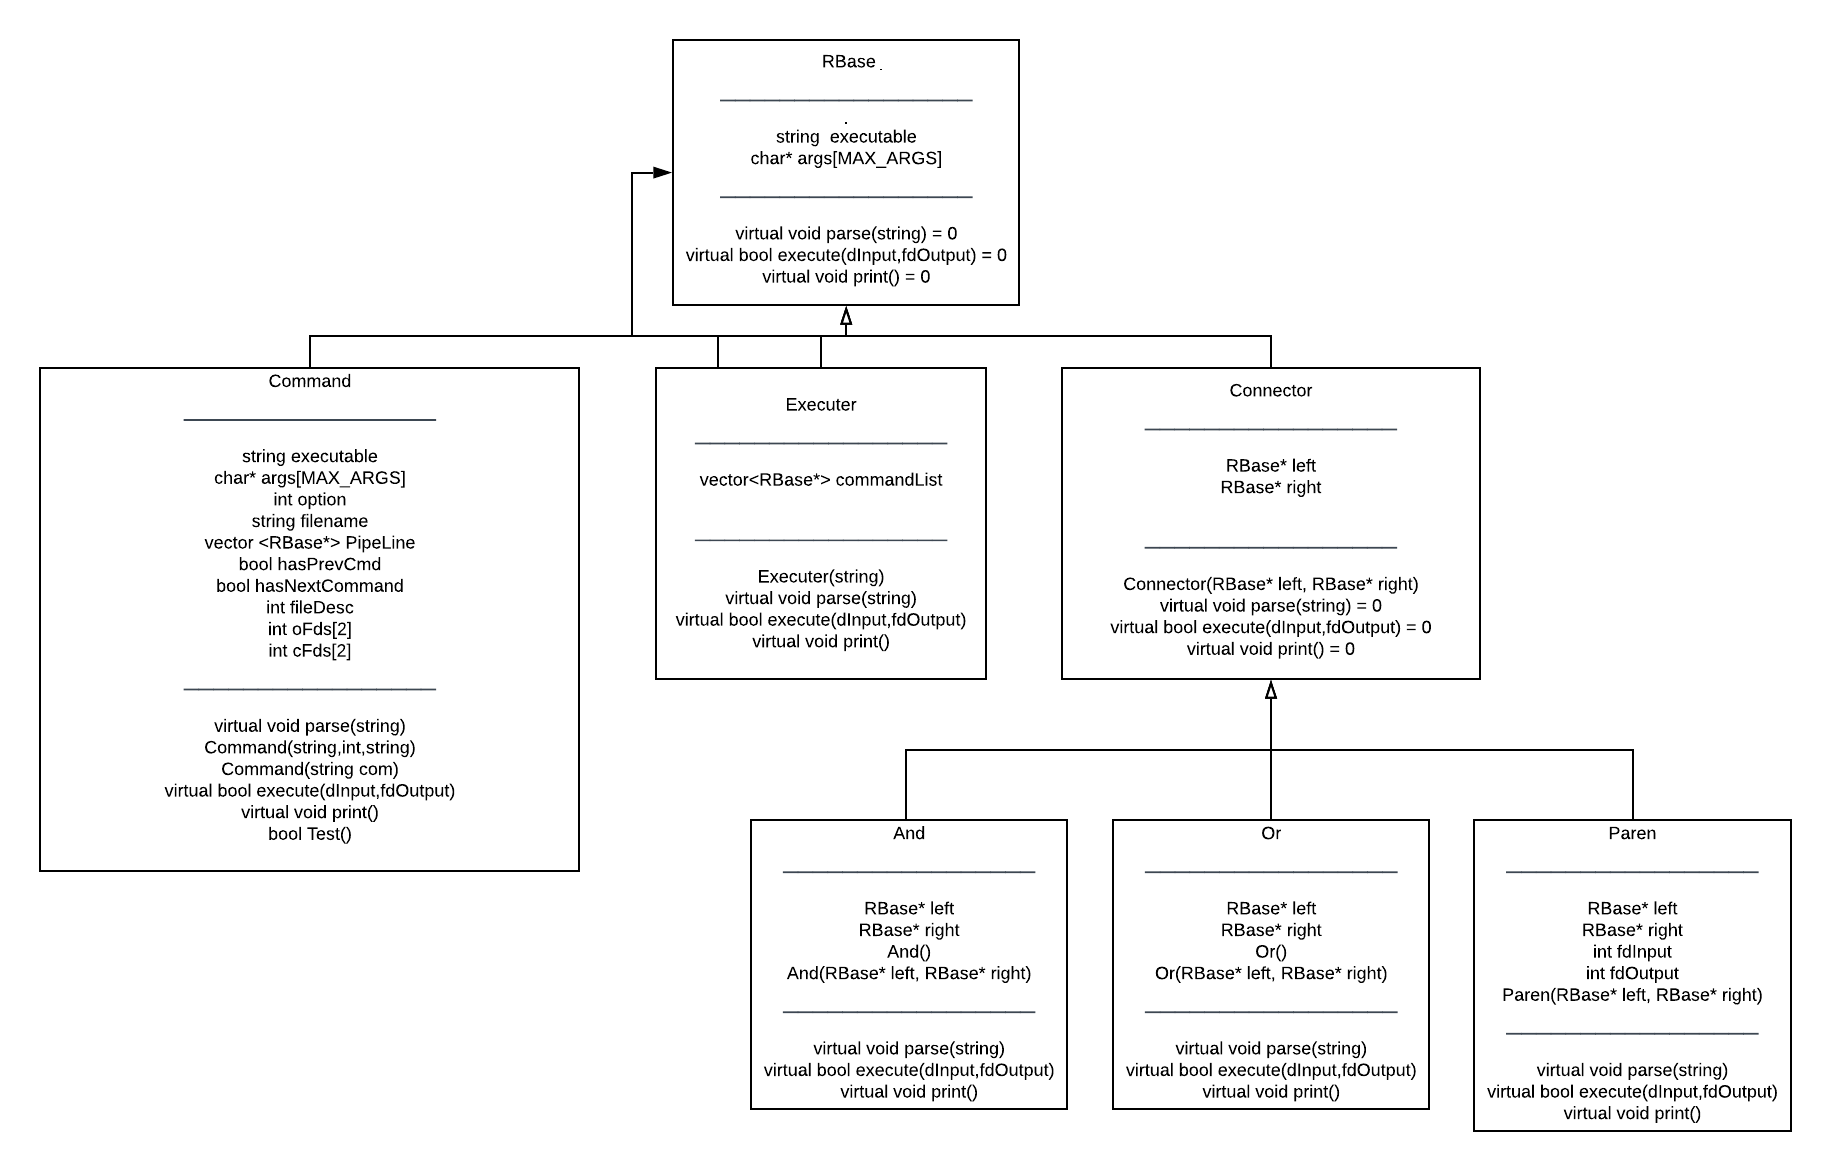 RBase
.
string  executable
char* args[MAX_ARGS]
virtual void parse(string) = 0
virtual bool execute(dInput,fdOutput) = 0
virtual void print() = 0
Command
string executable
char* args[MAX_ARGS]
int option
string filename
vector <RBase*> PipeLine
bool hasPrevCmd
bool hasNextCommand
int fileDesc
int oFds[2]
int cFds[2]
virtual void parse(string)
Command(string,int,string)
Command(string com)
virtual bool execute(dInput,fdOutput)
virtual void print()
bool Test()
Executer
vector<RBase*> commandList
Executer(string)
virtual void parse(string)
virtual bool execute(dInput,fdOutput)
virtual void print()
Connector
RBase* left
RBase* right
Connector(RBase* left, RBase* right)
virtual void parse(string) = 0
virtual bool execute(dInput,fdOutput) = 0
virtual void print() = 0
And
RBase* left
RBase* right
And()
And(RBase* left, RBase* right)
virtual void parse(string)
virtual bool execute(dInput,fdOutput)
virtual void print()
Or
RBase* left
RBase* right
Or()
Or(RBase* left, RBase* right)
virtual void parse(string)
virtual bool execute(dInput,fdOutput)
virtual void print()
Paren
RBase* left
RBase* right
int fdInput
int fdOutput
Paren(RBase* left, RBase* right)
virtual void parse(string)
virtual bool execute(dInput,fdOutput)
virtual void print()